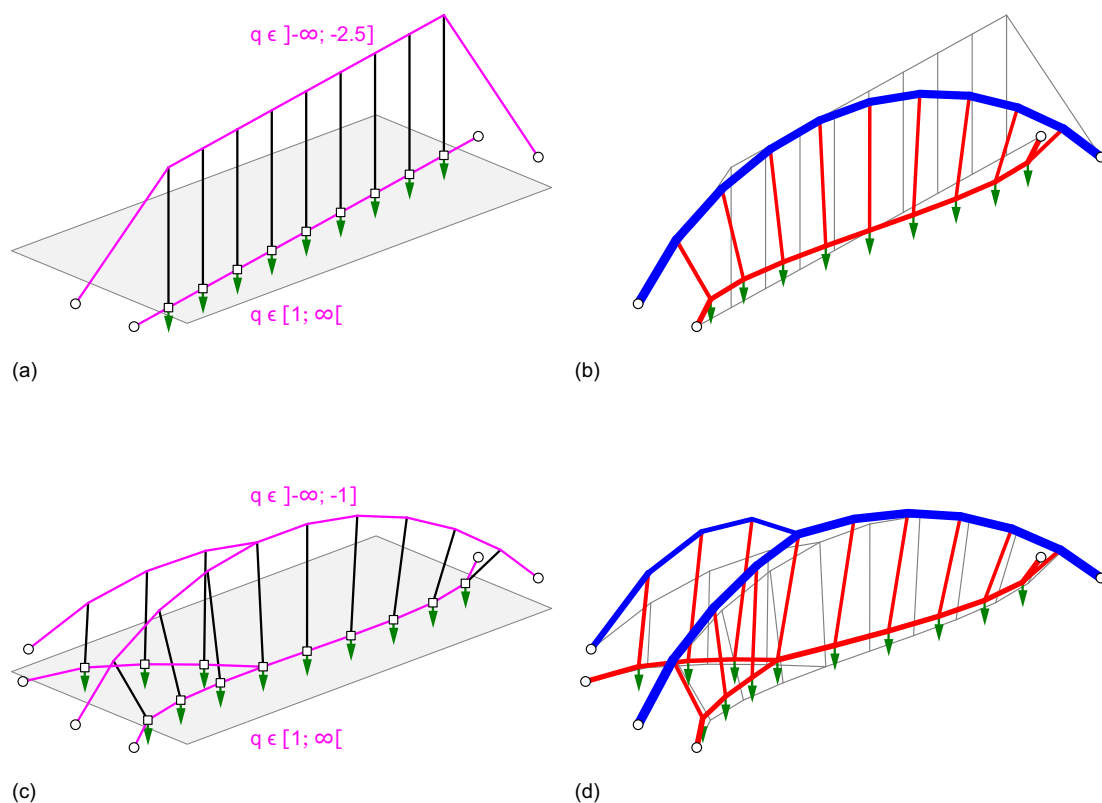 q ϵ ]-∞; -2.5]
q ϵ [1; ∞[
(a)
(b)
q ϵ ]-∞; -1]
q ϵ [1; ∞[
(c)
(d)